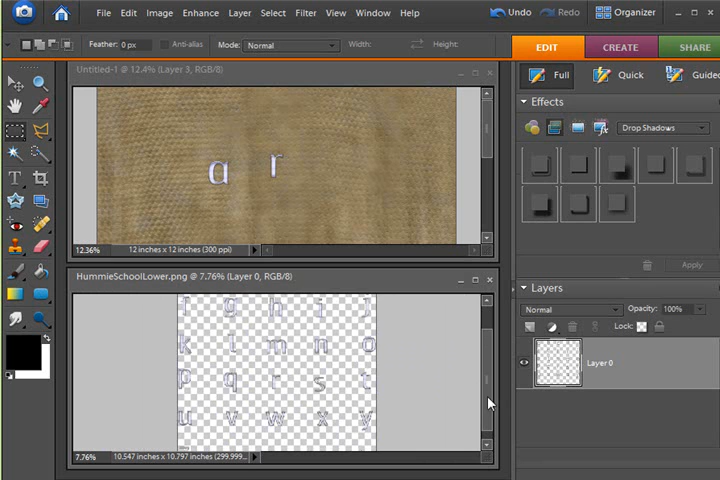 File Edit Image Enhance Layer Select Filter View Window Help Undo Redo Organizer
Feather: 0 px Anti-alias Mode: Normal Width: Height: EDIT CREATE SHARE
Untitled-1 @ 12.4% (Layer 3, RGB/8)
Full Quick Guided
Effects
Drop Shadows
a r
12.36% 12 inches x 12 inches (300 ppi)
Apply
HummieSchoolLower.png @ 7.76% (Layer 0, RGB/8)
Layers
Normal Opacity: 100%
Lock:
f g h i j
k l m n o
Layer 0
p q r s t
u v w x y
7.76% 10.547 inches x 10.797 inches (299.999...